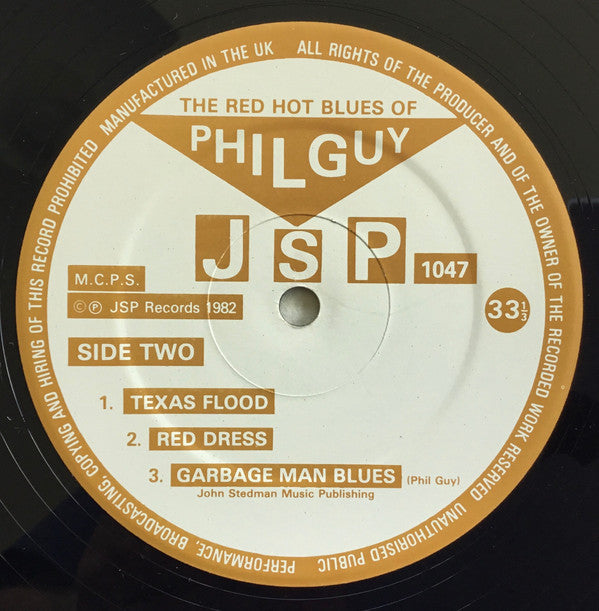 MANUFACTURED IN THE UK ALL RIGHTS OF THE PRODUCER AND OF THE OWNER OF THE RECORDED WORK RESERVED UNAUTHORISED PUBLIC PERFORMANCE, BROADCASTING, COPYING AND HIRING OF THIS RECORD PROHIBITED
THE RED HOT BLUES OF
PHIL GUY
JSP 1047
M.C.P.S.
© ℗ JSP Records 1982
33 1/3
SIDE TWO
1. TEXAS FLOOD
2. RED DRESS
3. GARBAGE MAN BLUES (Phil Guy)
John Stedman Music Publishing